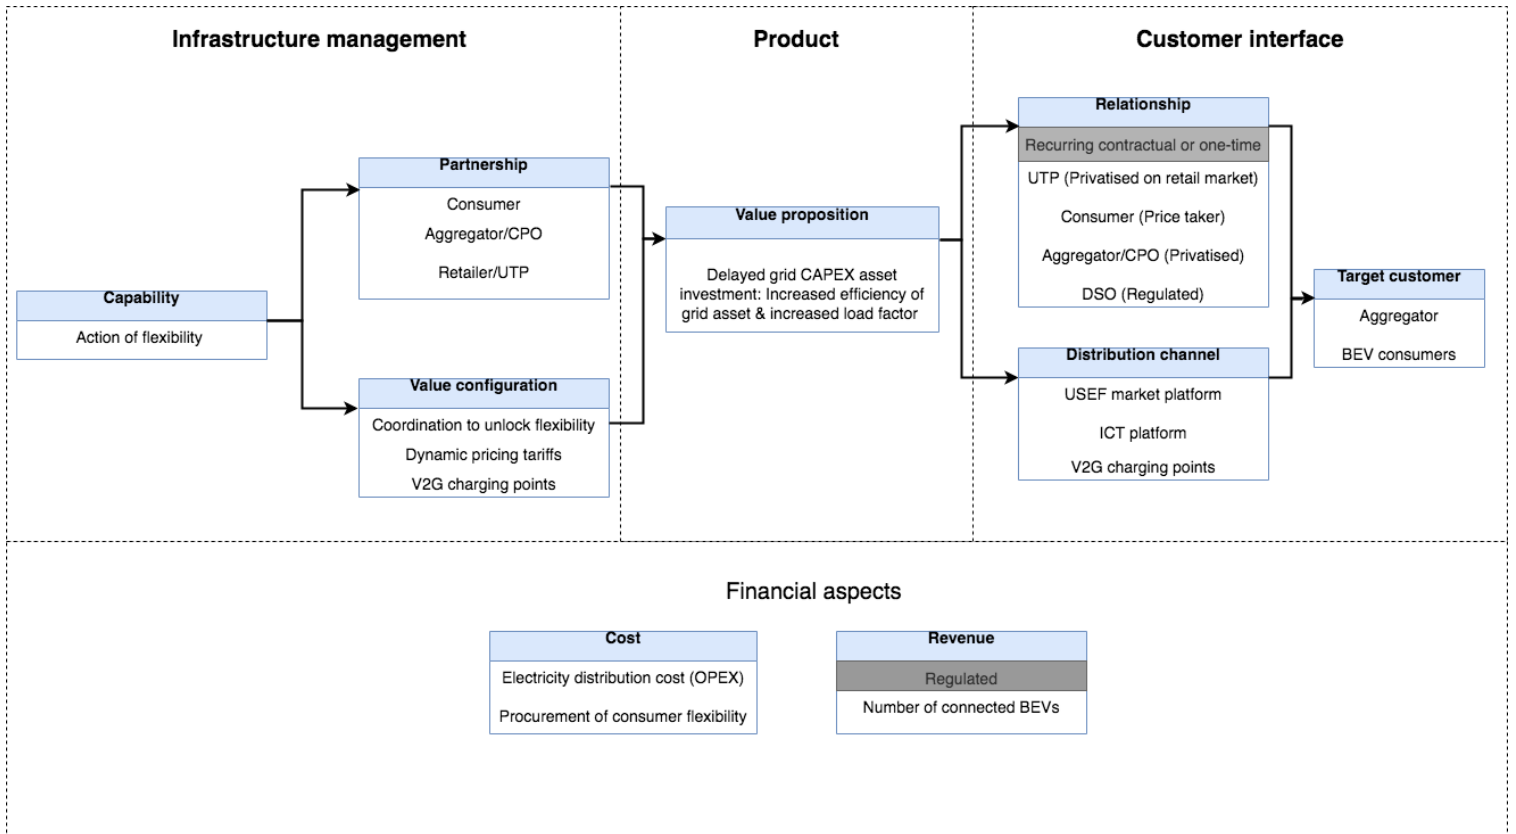 Infrastructure management
Product
Customer interface
Capability
Action of flexibility
Partnership
Consumer
Aggregator/CPO
Retailer/UTP
Value configuration
Coordination to unlock flexibility
Dynamic pricing tariffs
V2G charging points
Value proposition
Delayed grid CAPEX asset
investment: Increased efficiency of
grid asset & increased load factor
Relationship
Recurring contractual or one-time
UTP (Privatised on retail market)
Consumer (Price taker)
Aggregator/CPO (Privatised)
DSO (Regulated)
Distribution channel
USEF market platform
ICT platform
V2G charging points
Target customer
Aggregator
BEV consumers
Financial aspects
Cost
Electricity distribution cost (OPEX)
Procurement of consumer flexibility
Revenue
Regulated
Number of connected BEVs